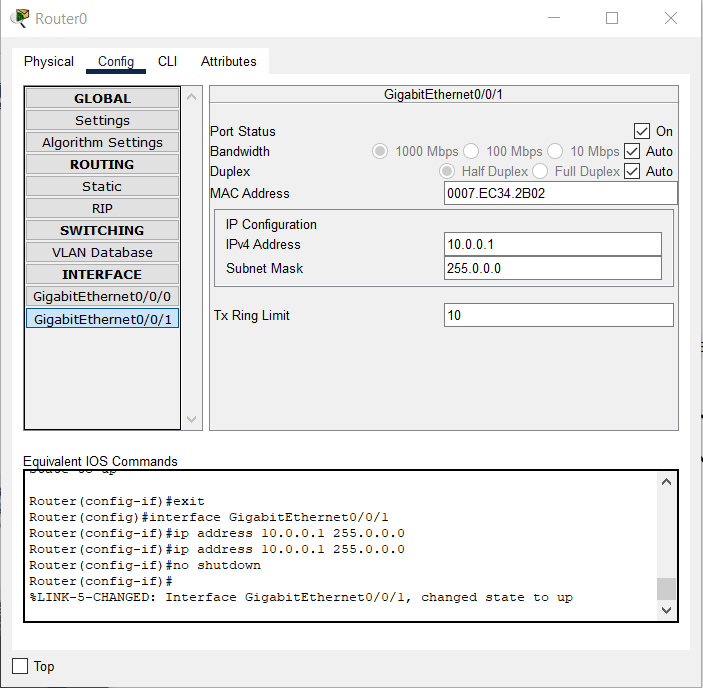 Router0
Physical Config CLI Attributes
GLOBAL
Settings
Algorithm Settings
ROUTING
Static
RIP
SWITCHING
VLAN Database
INTERFACE
GigabitEthernet0/0/0
GigabitEthernet0/0/1
GigabitEthernet0/0/1
Port Status On
Bandwidth 1000 Mbps 100 Mbps 10 Mbps Auto
Duplex Half Duplex Full Duplex Auto
MAC Address 0007.EC34.2B02
IP Configuration
IPv4 Address 10.0.0.1
Subnet Mask 255.0.0.0
Tx Ring Limit 10
Equivalent IOS Commands
state to up
Router(config-if)#exit
Router(config)#interface GigabitEthernet0/0/1
Router(config-if)#ip address 10.0.0.1 255.0.0.0
Router(config-if)#ip address 10.0.0.1 255.0.0.0
Router(config-if)#no shutdown
Router(config-if)#
%LINK-5-CHANGED: Interface GigabitEthernet0/0/1, changed state to up
Top